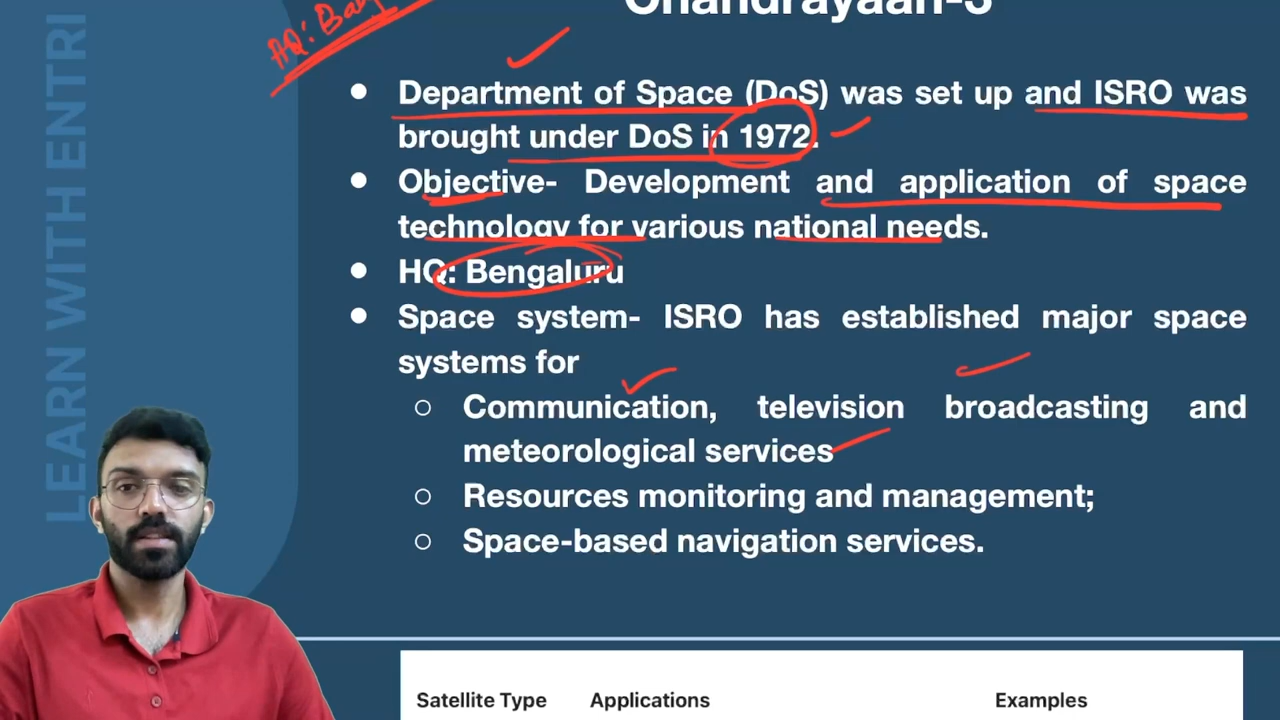 Chandrayaan-3
HQ:
Department of Space (DoS) was set up and ISRO was
brought under DoS in 1972.
Objective- Development and application of space
technology for various national needs.
HQ: Bengaluru
Space system- ISRO has established major space
systems for
Communication, television broadcasting and
meteorological services
Resources monitoring and management;
Space-based navigation services.
Satellite Type Applications Examples
LEARN WITH ENTRI